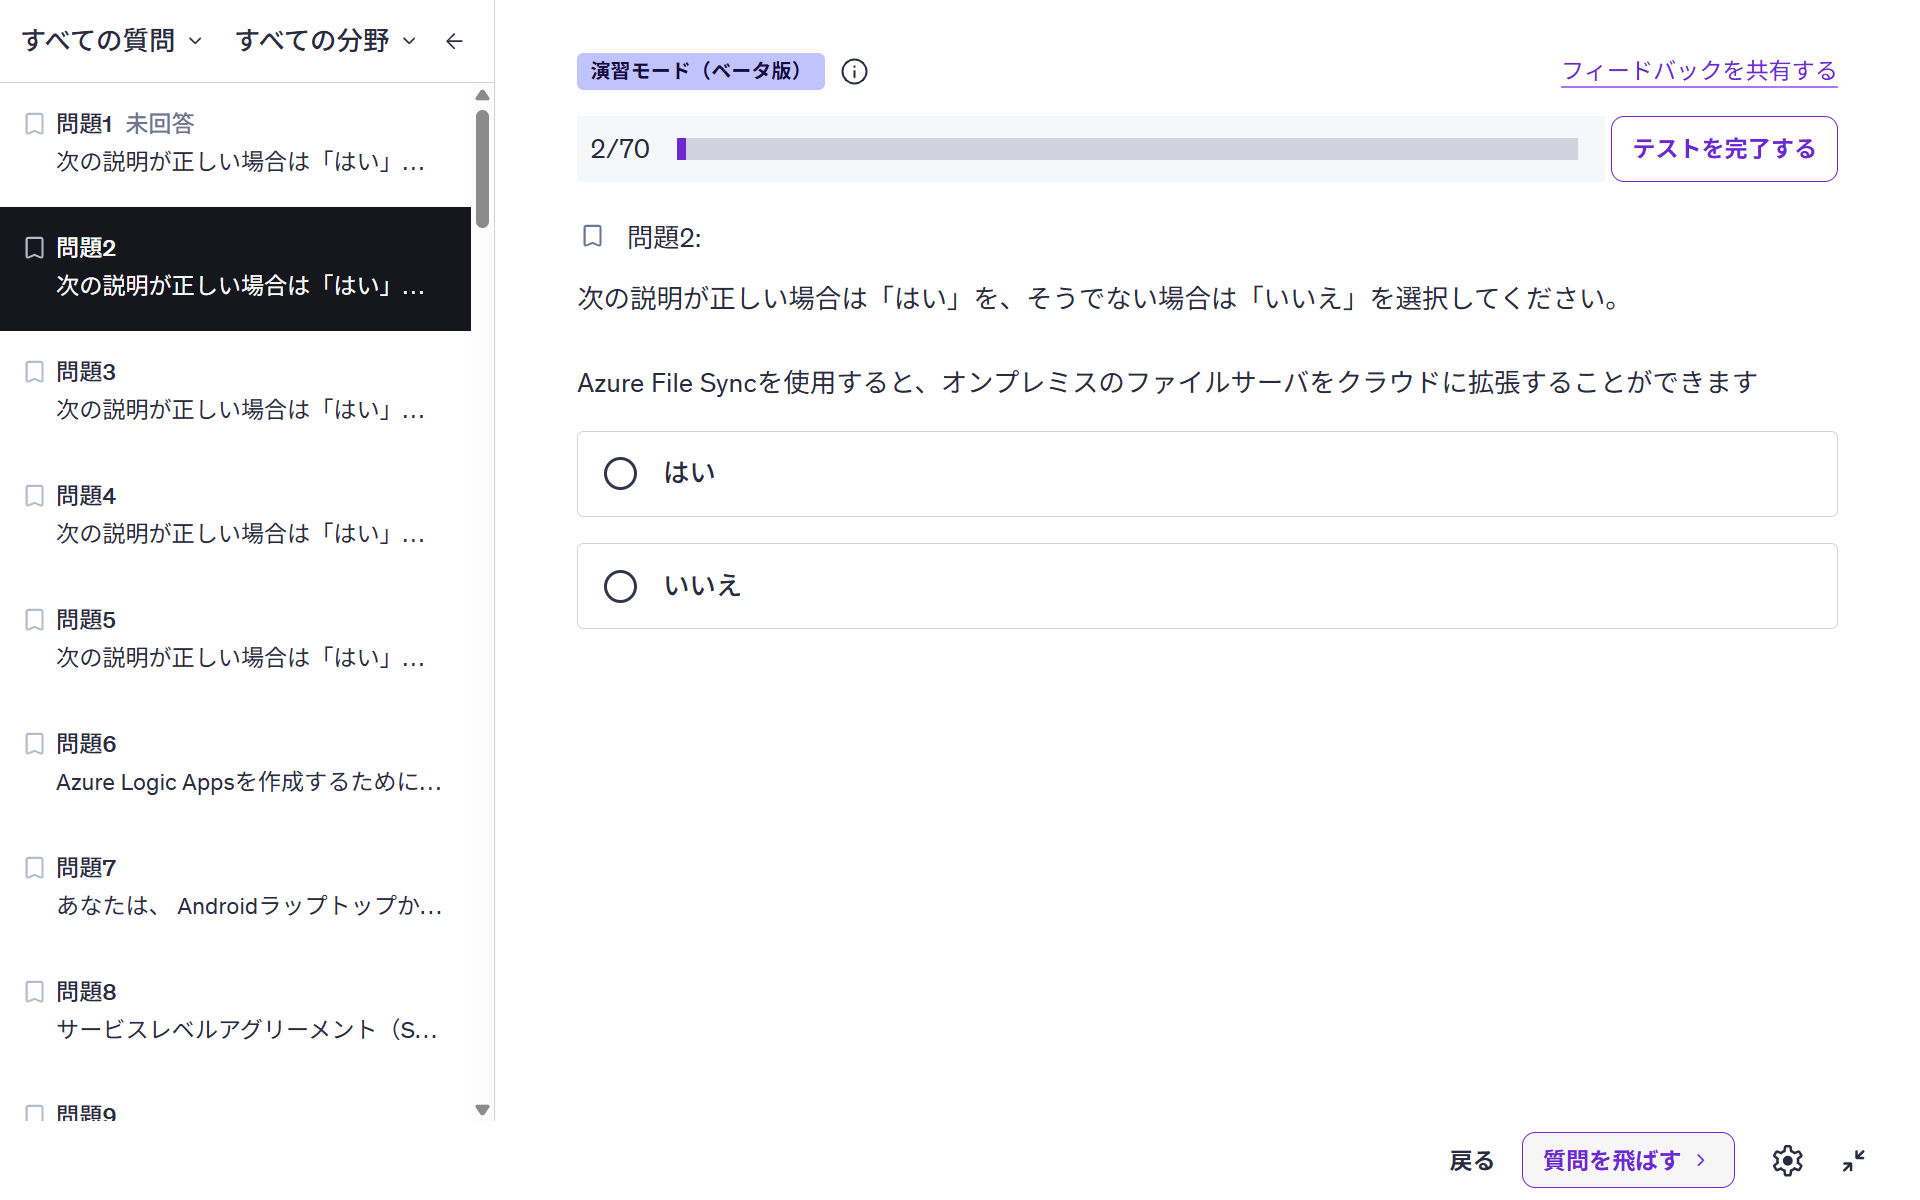 すべての質問 すべての分野
問題1 未回答
次の説明が正しい場合は「はい」...
問題2
次の説明が正しい場合は「はい」...
問題3
次の説明が正しい場合は「はい」...
問題4
次の説明が正しい場合は「はい」...
問題5
次の説明が正しい場合は「はい」...
問題6
Azure Logic Appsを作成するために...
問題7
あなたは、 Androidラップトップか...
問題8
サービスレベルアグリーメント（S...
問題9
演習モード（ベータ版）
フィードバックを共有する
2/70
テストを完了する
問題2:
次の説明が正しい場合は「はい」を、そうでない場合は「いいえ」を選択してください。
Azure File Syncを使用すると、オンプレミスのファイルサーバをクラウドに拡張することができます
はい
いいえ
戻る 質問を飛ばす